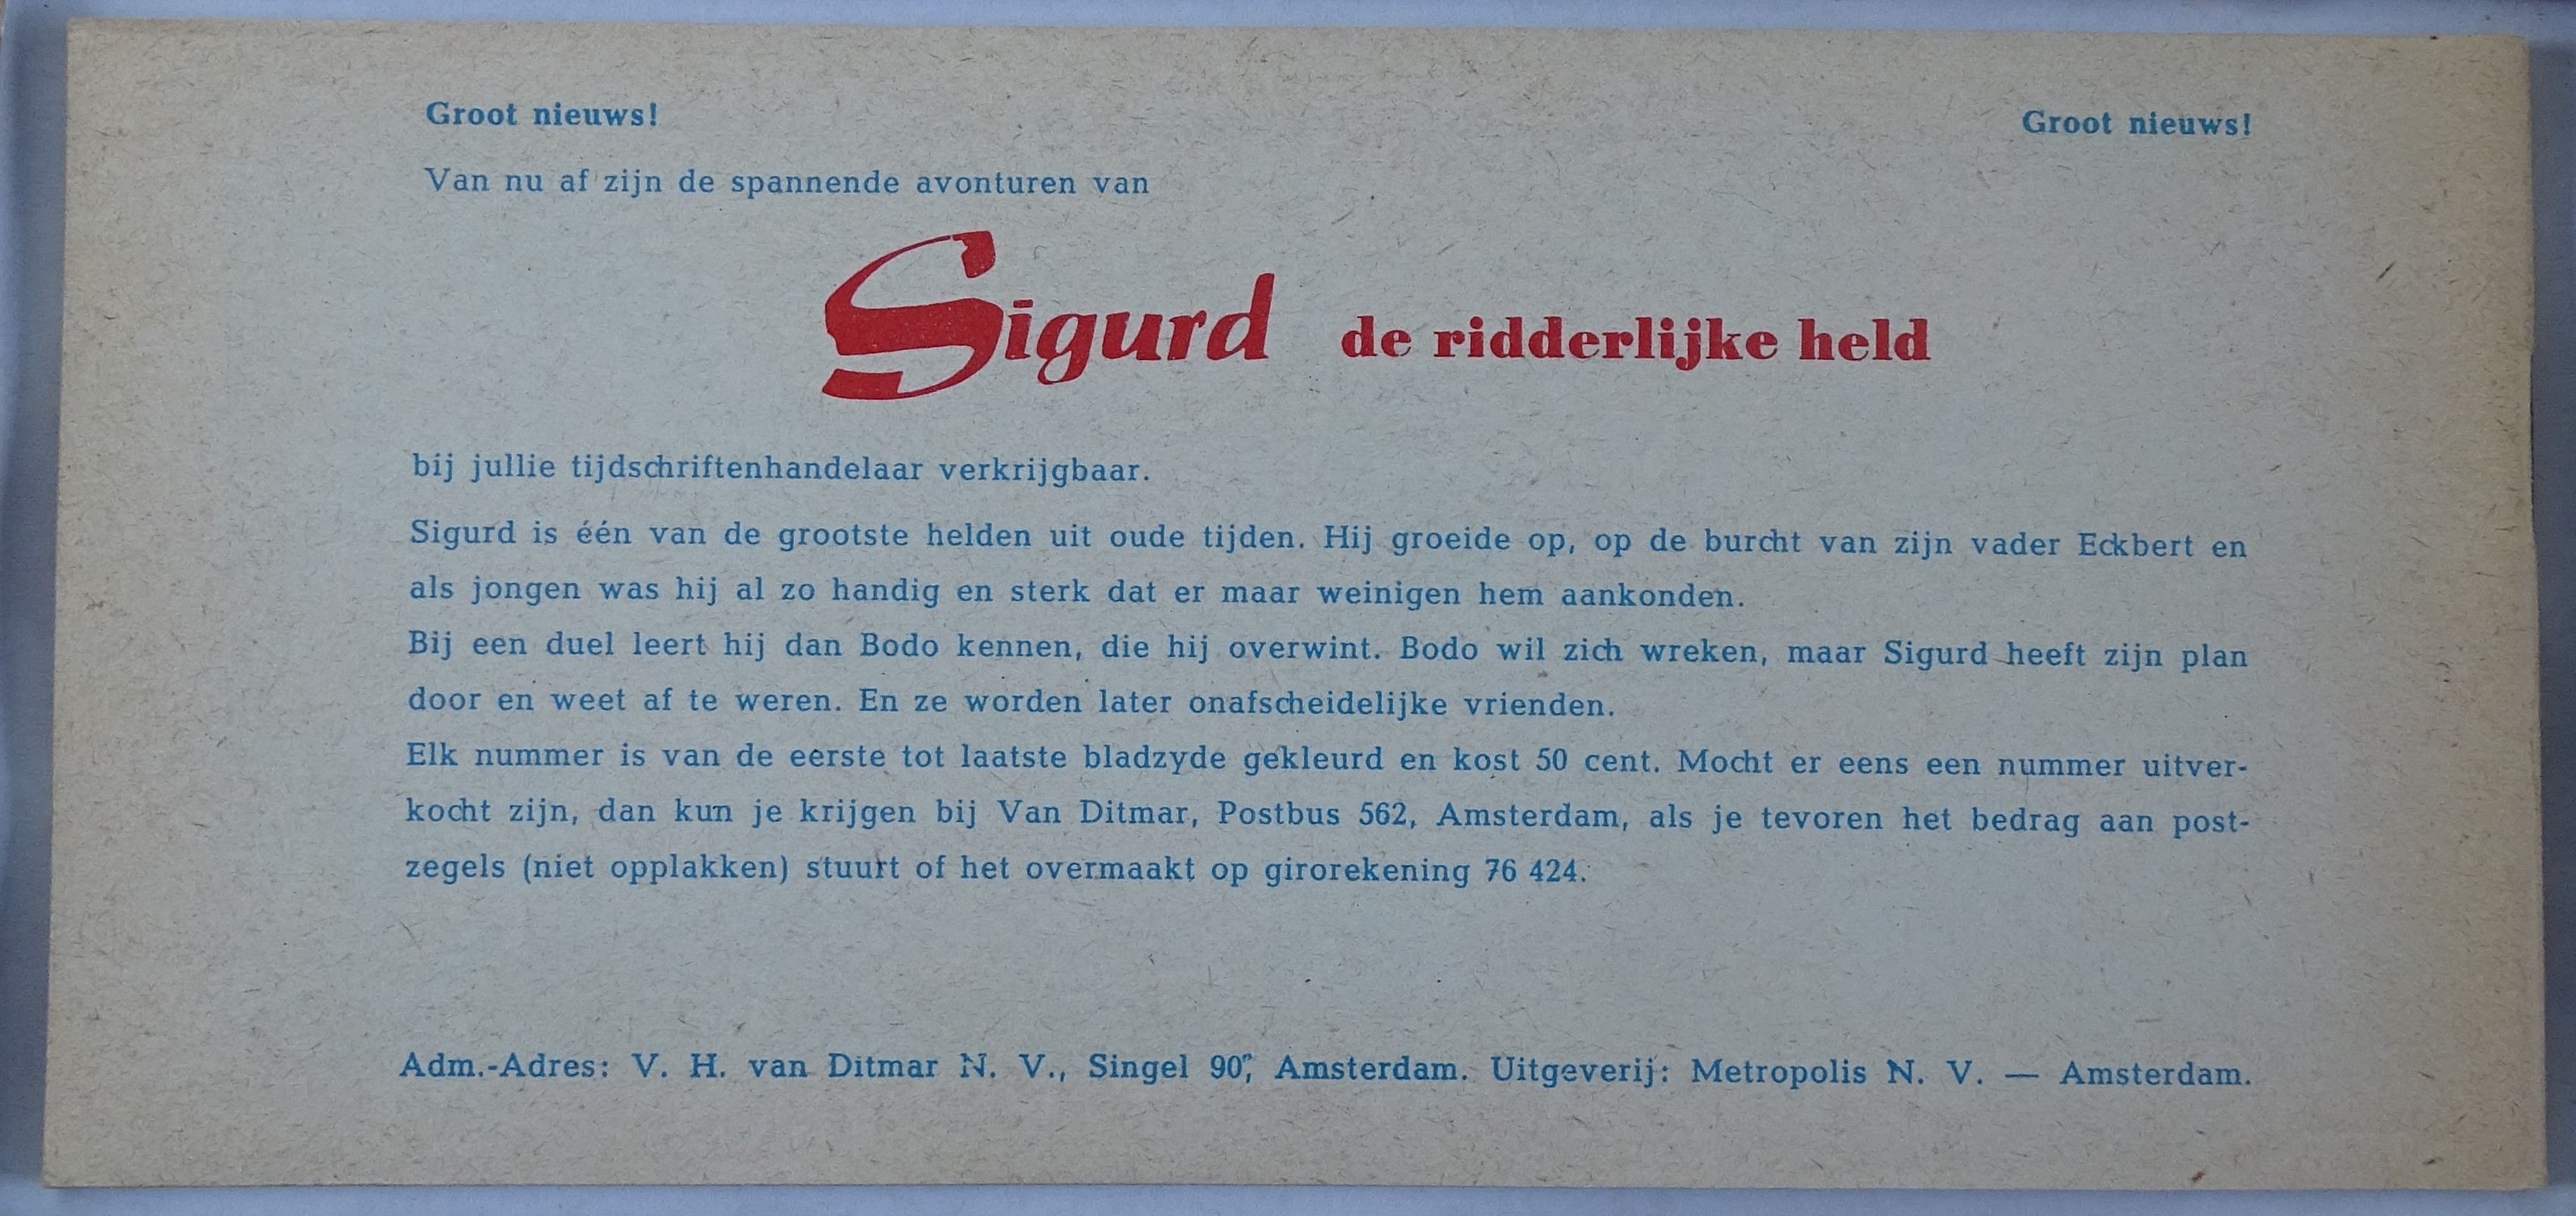 Groot nieuws! Groot nieuws!
Van nu af zijn de spannende avonturen van
Sigurd de ridderlijke held
bij jullie tijdschriftenhandelaar verkrijgbaar.
Sigurd is één van de grootste helden uit oude tijden. Hij groeide op, op de burcht van zijn vader Eckbert en
als jongen was hij al zo handig en sterk dat er maar weinigen hem aankonden.
Bij een duel leert hij dan Bodo kennen, die hij overwint. Bodo wil zich wreken, maar Sigurd heeft zijn plan
door en weet af te weren. En ze worden later onafscheidelijke vrienden.
Elk nummer is van de eerste tot laatste bladzyde gekleurd en kost 50 cent. Mocht er eens een nummer uitver-
kocht zijn, dan kun je krijgen bij Van Ditmar, Postbus 562, Amsterdam, als je tevoren het bedrag aan post-
zegels (niet opplakken) stuurt of het overmaakt op girorekening 76 424.
Adm.-Adres: V. H. van Ditmar N. V., Singel 90, Amsterdam. Uitgeverij: Metropolis N. V. — Amsterdam.